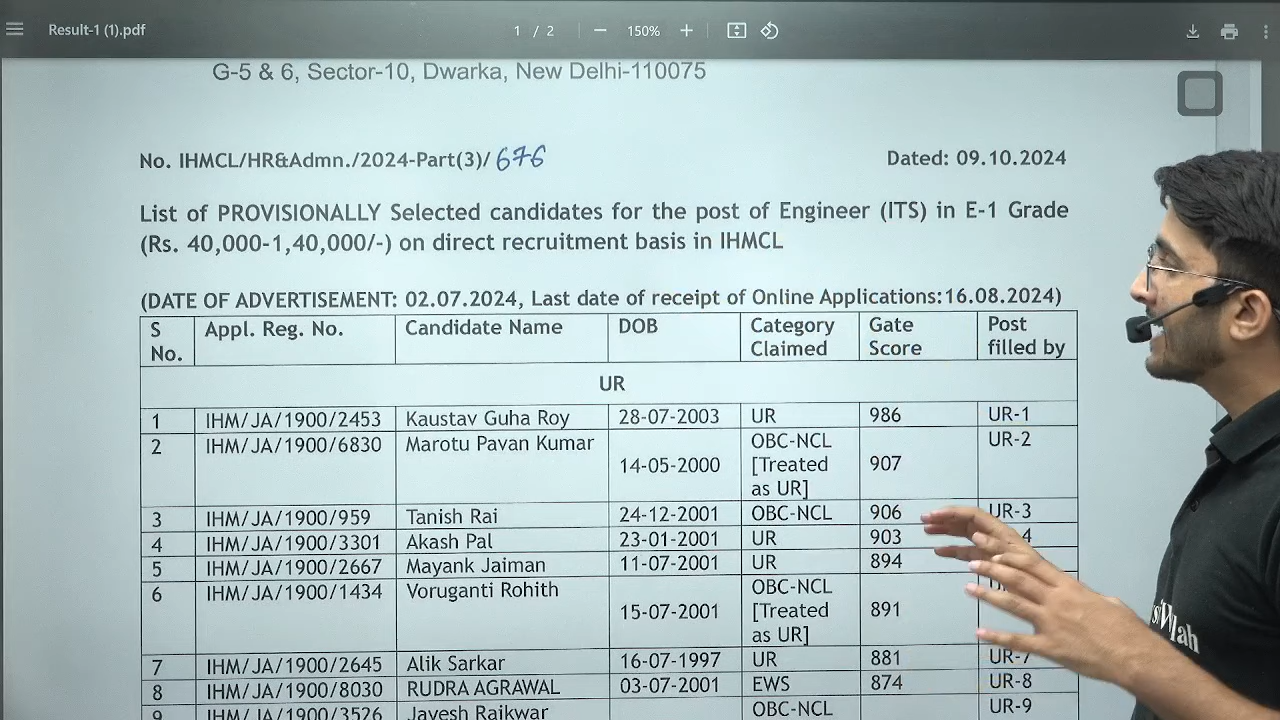 Result-1 (1).pdf
1 / 2
150%
G-5 & 6, Sector-10, Dwarka, New Delhi-110075
No. IHMCL/HR&Admn./2024-Part(3)/ 676
Dated: 09.10.2024
List of PROVISIONALLY Selected candidates for the post of Engineer (ITS) in E-1 Grade
(Rs. 40,000-1,40,000/-) on direct recruitment basis in IHMCL
(DATE OF ADVERTISEMENT: 02.07.2024, Last date of receipt of Online Applications:16.08.2024)
S No. Appl. Reg. No. Candidate Name DOB Category Claimed Gate Score Post filled by
UR
1 IHM/JA/1900/2453 Kaustav Guha Roy 28-07-2003 UR 986 UR-1
2 IHM/JA/1900/6830 Marotu Pavan Kumar 14-05-2000 OBC-NCL [Treated as UR] 907 UR-2
3 IHM/JA/1900/959 Tanish Rai 24-12-2001 OBC-NCL 906 UR-3
4 IHM/JA/1900/3301 Akash Pal 23-01-2001 UR 903 4
5 IHM/JA/1900/2667 Mayank Jaiman 11-07-2001 UR 894
6 IHM/JA/1900/1434 Voruganti Rohith 15-07-2001 OBC-NCL [Treated as UR] 891
7 IHM/JA/1900/2645 Alik Sarkar 16-07-1997 UR 881 UR-7
8 IHM/JA/1900/8030 RUDRA AGRAWAL 03-07-2001 EWS 874 UR-8
9 IHM/JA/1900/3526 Jayesh Raikwar OBC-NCL UR-9